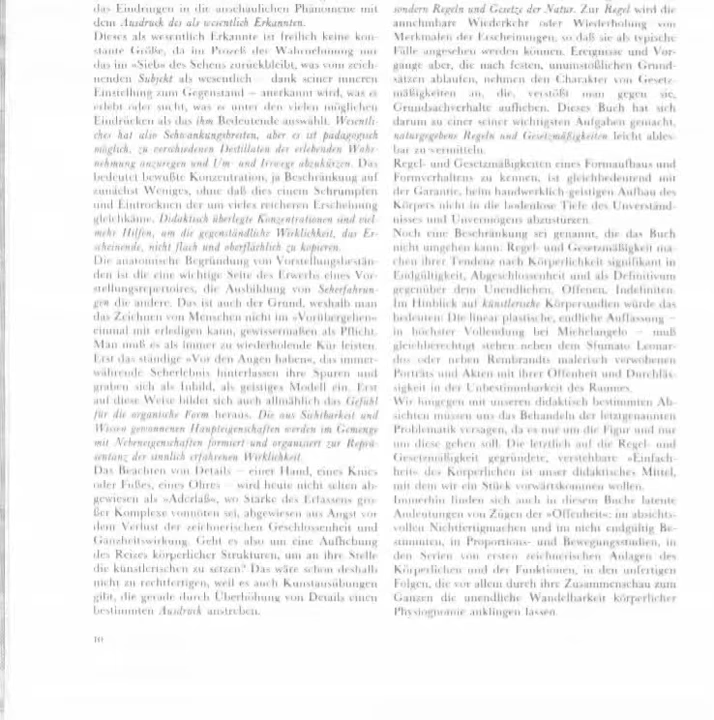 das Eindringen in die anschaulichen Phänomene mit
dem Ausdruck des als wesentlich Erkannten.
Dieses als wesentlich Erkannte ist freilich keine kon-
stante Größe, da im Prozeß der Wahrnehmung nur
das im »Sieb« des Sehens zurückbleibt, was vom zeich-
nenden Subjekt als wesentlich – dank seiner inneren
Einstellung zum Gegenstand – anerkannt wird, was es
erlebt oder sucht, was es unter den vielen möglichen
Eindrücken als das ihm Bedeutende auswählt. Wesentli-
ches hat also Schwankungsbreiten, aber es ist pädagogisch
möglich, zu verschiedenen Destillaten der erlebenden Wahr-
nehmung anzuregen und Um- und Irrwege abzukürzen. Das
bedeutet bewußte Konzentration, ja Beschränkung auf
zunächst Weniges, ohne daß dies einem Schrumpfen
und Eintrocknen der um vieles reicheren Erscheinung
gleichkäme. Didaktisch überlegte Konzentrationen sind viel-
mehr Hilfen, um die gegenständliche Wirklichkeit, das Er-
scheinende, nicht flach und oberflächlich zu kopieren.
Die anatomische Begründung von Vorstellungsbestän-
den ist die eine wichtige Seite des Erwerbs eines Vor-
stellungsrepertoires, die Ausbildung von Seherfahrun-
gen die andere. Das ist auch der Grund, weshalb man
das Zeichnen von Menschen nicht im »Vorübergehen«
einmal mit erledigen kann, gewissermaßen als Pflicht.
Man muß es als immer zu wiederholende Kür leisten.
Erst das ständige »Vor den Augen haben«, das immer-
währende Seherlebnis hinterlassen ihre Spuren und
graben sich als Inbild, als geistiges Modell ein. Erst
auf diese Weise bildet sich auch allmählich das Gefühl
für die organische Form heraus. Die aus Sichtbarkeit und
Wissen gewonnenen Haupteigenschaften werden im Gemenge
mit Nebeneigenschaften formiert und organisiert zur Reprä-
sentanz der sinnlich erfahrenen Wirklichkeit.
Das Beachten von Details – einer Hand, eines Knies
oder Fußes, eines Ohres – wird heute nicht selten ab-
gewiesen als »Aderlaß«, wo Stärke des Erfassens gro-
ßer Komplexe vonnöten sei, abgewiesen aus Angst vor
dem Verlust der zeichnerischen Geschlossenheit und
Ganzheitswirkung. Geht es also um eine Aufhebung
des Reizes körperlicher Strukturen, um an ihre Stelle
die künstlerischen zu setzen? Das wäre schon deshalb
nicht zu rechtfertigen, weil es auch Kunstausübungen
gibt, die gerade durch Überhöhung von Details einen
bestimmten Ausdruck anstreben.
10
sondern Regeln und Gesetze der Natur. Zur Regel wird die
annehmbare Wiederkehr oder Wiederholung von
Merkmalen der Erscheinungen, so daß sie als typische
Fälle angesehen werden können. Ereignisse und Vor-
gänge aber, die nach festen, unumstößlichen Grund-
sätzen ablaufen, nehmen den Charakter von Gesetz-
mäßigkeiten an, die, verstößt man gegen sie,
Grundsachverhalte aufheben. Dieses Buch hat sich
darum zu einer seiner wichtigsten Aufgaben gemacht,
naturgegebene Regeln und Gesetzmäßigkeiten leicht ables-
bar zu vermitteln.
Regel- und Gesetzmäßigkeiten eines Formaufbaus und
Formverhaltens zu kennen, ist gleichbedeutend mit
der Garantie, beim handwerklich-geistigen Aufbau des
Körpers nicht in die bodenlose Tiefe des Unverständ-
nisses und Unvermögens abzustürzen.
Noch eine Beschränkung sei genannt, die das Buch
nicht umgehen kann: Regel- und Gesetzmäßigkeit ma-
chen ihrer Tendenz nach Körperlichkeit signifikant in
Endgültigkeit, Abgeschlossenheit und als Definitivum
gegenüber dem Unendlichen, Offenen, Indefiniten.
Im Hinblick auf künstlerische Körperstudien würde das
bedeuten: Die linear-plastische, endliche Auffassung –
in höchster Vollendung bei Michelangelo – muß
gleichberechtigt stehen neben dem Sfumato Leonar-
dos oder neben Rembrandts malerisch verwobenen
Porträts und Akten mit ihrer Offenheit und Durchläs-
sigkeit in der Unbestimmbarkeit des Raumes.
Wir hingegen mit unseren didaktisch bestimmten Ab-
sichten müssen uns das Behandeln der letztgenannten
Problematik versagen, da es nur um die Figur und nur
um diese gehen soll. Die letztlich auf die Regel- und
Gesetzmäßigkeit gegründete, verstehbare »Einfach-
heit« des Körperlichen ist unser didaktisches Mittel,
mit dem wir ein Stück vorwärtskommen wollen.
Immerhin finden sich auch in diesem Buche latente
Andeutungen von Zügen der »Offenheit«: im absichts-
vollen Nichtfertigmachen und im nicht endgültig Be-
stimmten, in Proportions- und Bewegungsstudien, in
den Serien von ersten zeichnerischen Anlagen des
Körperlichen und der Funktionen, in den unfertigen
Folgen, die vor allem durch ihre Zusammenschau zum
Ganzen die unendliche Wandelbarkeit körperlicher
Physiognomie anklingen lassen.